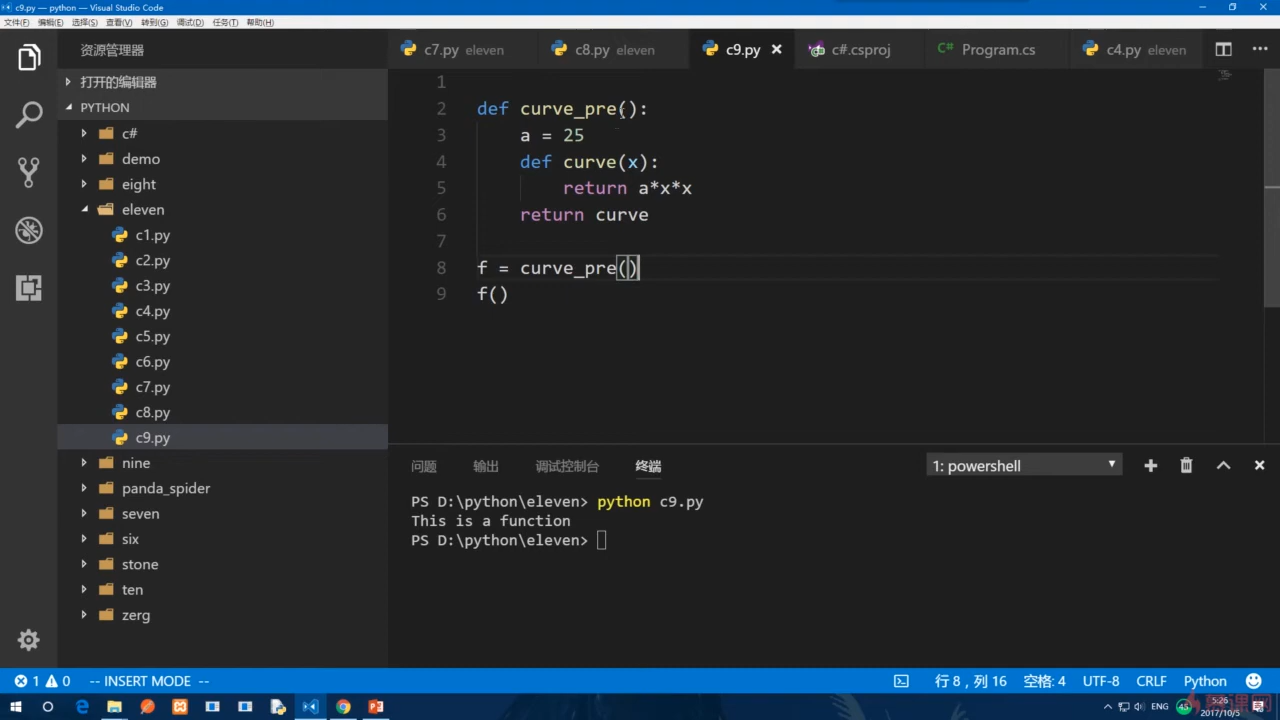 c9.py — python — Visual Studio Code
文件(F) 编辑(E) 选择(S) 查看(V) 转到(G) 调试(D) 任务(T) 帮助(H)
资源管理器
打开的编辑器
PYTHON
c#
demo
eight
eleven
c1.py
c2.py
c3.py
c4.py
c5.py
c6.py
c7.py
c8.py
c9.py
nine
panda_spider
seven
six
stone
ten
zerg
c7.py eleven c8.py eleven c9.py c#.csproj Program.cs c4.py eleven
1
2 def curve_pre():
3 a = 25
4 def curve(x):
5 return a*x*x
6 return curve
7
8 f = curve_pre()
9 f()
问题 输出 调试控制台 终端 1: powershell
PS D:\python\eleven> python c9.py
This is a function
PS D:\python\eleven>
1 0 -- INSERT MODE -- 行 8，列 16 空格: 4 UTF-8 CRLF Python
ENG 45 5:26
2017/10/5
慕课网